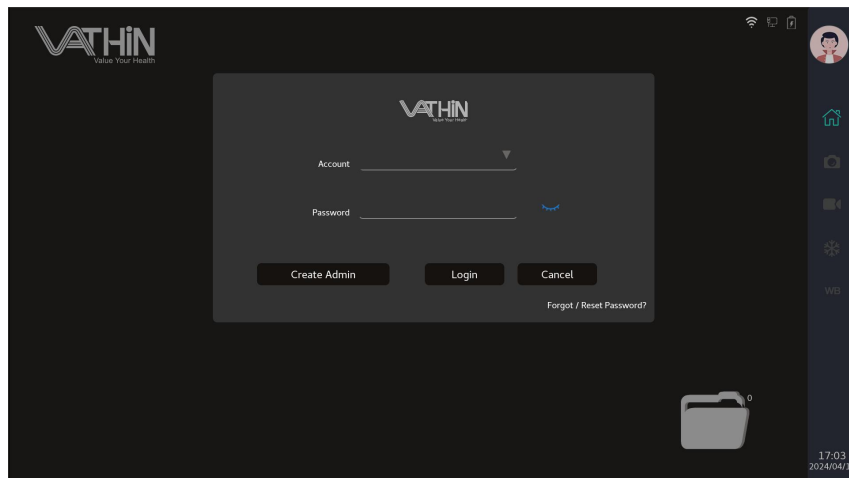 VATHiN
Value Your Health
VATHiN
Value Your Health
Account
Password
Create Admin
Login
Cancel
Forgot / Reset Password?
WB
0
17:03
2024/04/1